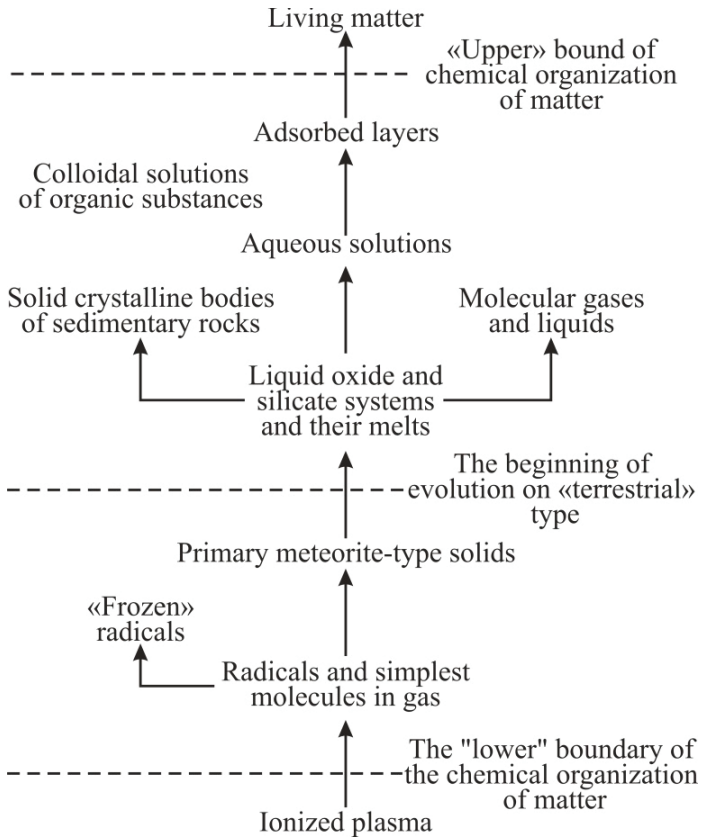 Living matter
«Upper» bound of
chemical organization
of matter
Adsorbed layers
Colloidal solutions
of organic substances
Aqueous solutions
Solid crystalline bodies
of sedimentary rocks
Molecular gases
and liquids
Liquid oxide and
silicate systems
and their melts
The beginning of
evolution on «terrestrial»
type
Primary meteorite-type solids
«Frozen»
radicals
Radicals and simplest
molecules in gas
The "lower" boundary of
the chemical organization
of matter
Ionized plasma